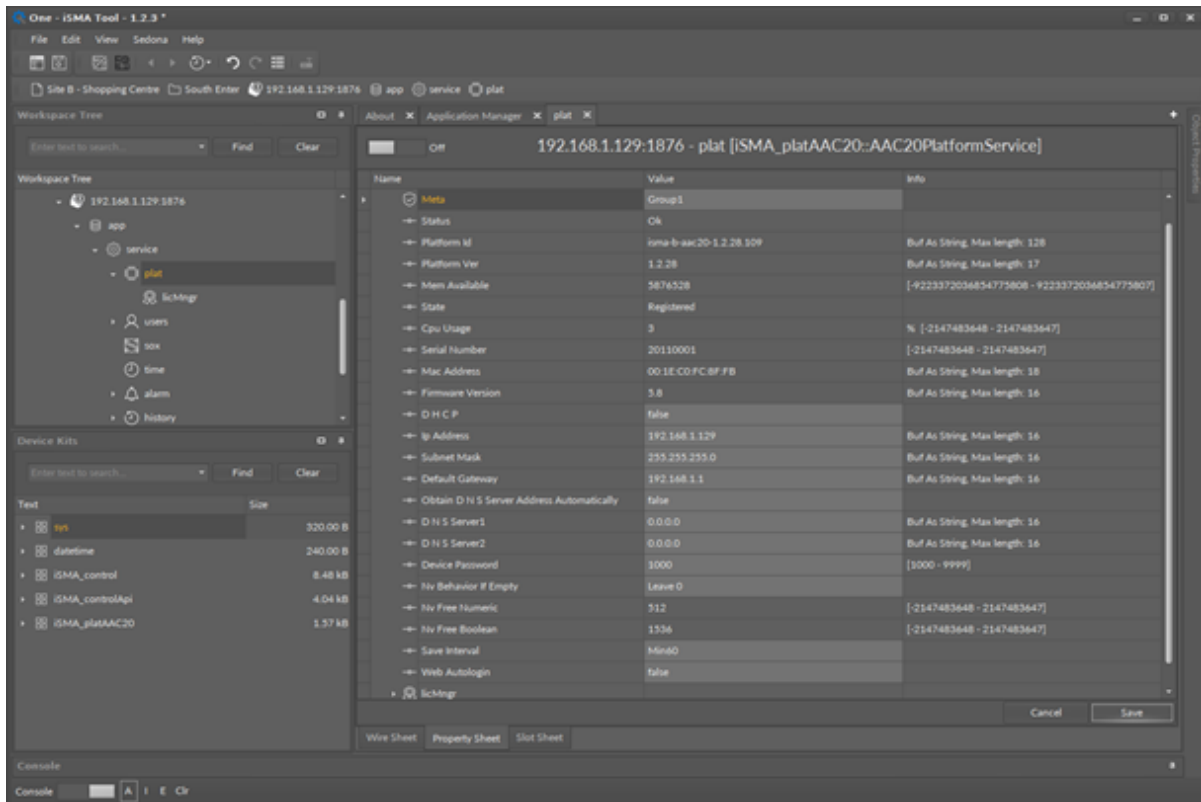 One - iSMA Tool - 1.2.3 *
File Edit View Sedona Help
Site B - Shopping Centre South Enter 192.168.1.129:1876 app service plat
Workspace Tree
Enter text to search... Find Clear
Workspace Tree
192.168.1.129:1876
app
service
plat
licMngr
users
sox
time
alarm
history
Device Kits
Enter text to search... Find Clear
Text Size
sys 320.00 B
datetime 240.00 B
iSMA_control 8.48 kB
iSMA_controlApi 4.04 kB
iSMA_platAAC20 1.57 kB
About Application Manager plat
Off 192.168.1.129:1876 - plat [iSMA_platAAC20::AAC20PlatformService]
Name Value Info
Meta Group1
Status Ok
Platform Id isma-b-aac20-1.2.28.109 Buf As String, Max length: 128
Platform Ver 1.2.28 Buf As String, Max length: 17
Mem Available 5876528 [-9223372036854775808 - 9223372036854775807]
State Registered
Cpu Usage 3 % [-2147483648 - 2147483647]
Serial Number 20110001 [-2147483648 - 2147483647]
Mac Address 00:1E:C0:FC:8F:FB Buf As String, Max length: 18
Firmware Version 5.8 Buf As String, Max length: 16
D H C P false
Ip Address 192.168.1.129 Buf As String, Max length: 16
Subnet Mask 255.255.255.0 Buf As String, Max length: 16
Default Gateway 192.168.1.1 Buf As String, Max length: 16
Obtain D N S Server Address Automatically false
D N S Server1 0.0.0.0 Buf As String, Max length: 16
D N S Server2 0.0.0.0 Buf As String, Max length: 16
Device Password 1000 [1000 - 9999]
Nv Behavior If Empty Leave 0
Nv Free Numeric 512 [-2147483648 - 2147483647]
Nv Free Boolean 1536 [-2147483648 - 2147483647]
Save Interval Min60
Web Autologin false
licMngr
Cancel Save
Wire Sheet Property Sheet Slot Sheet
Object Properties
Console
Console A I E Clr